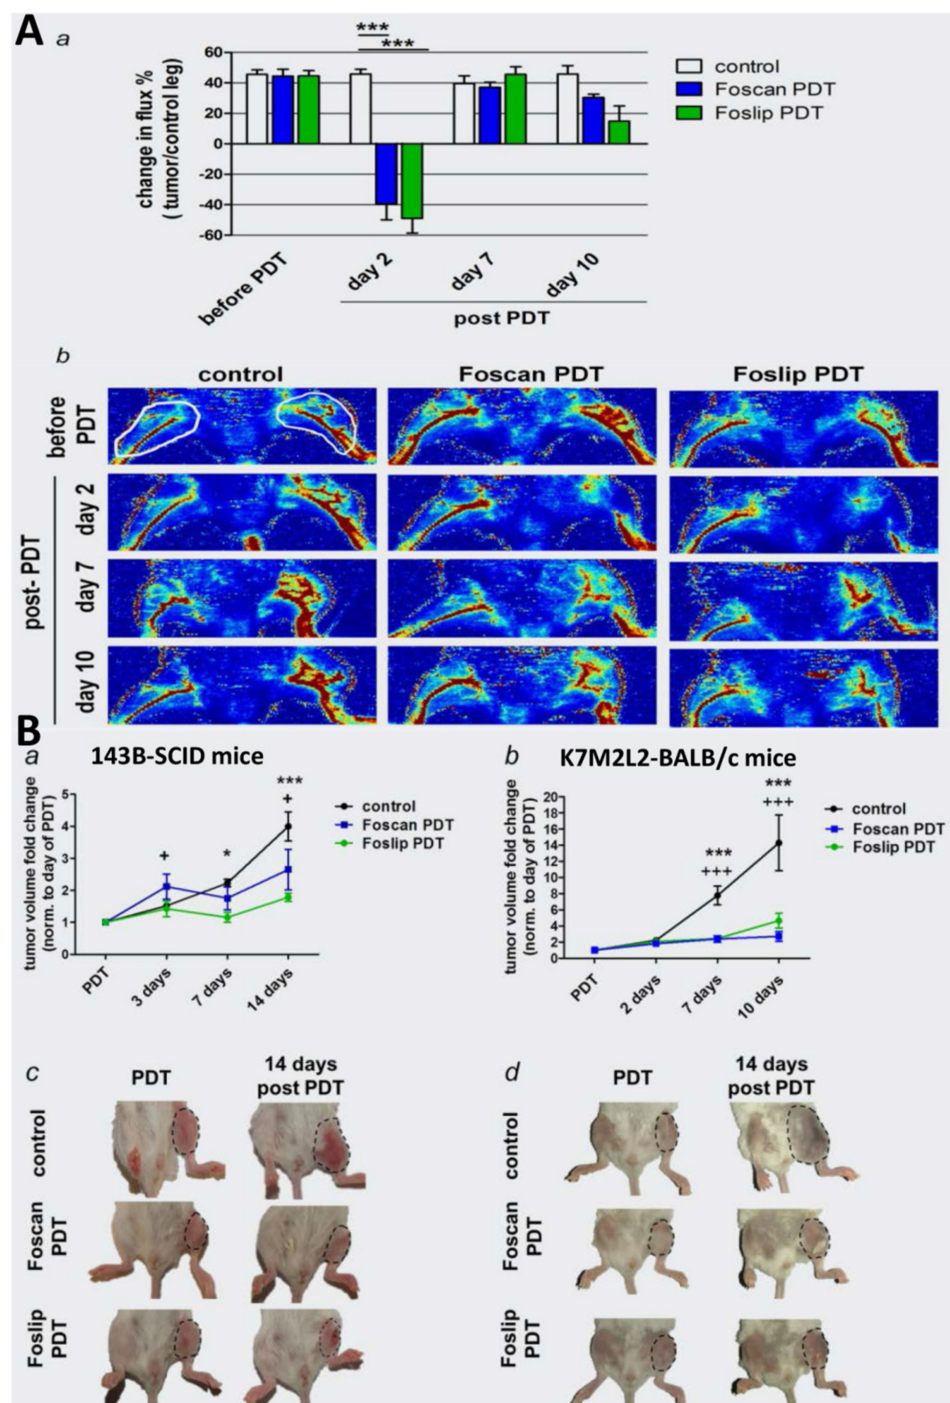 A
a
***
***
change in flux %
( tumor/control leg)
60
40
20
0
-20
-40
-60
control
Foscan PDT
Foslip PDT
before PDT
day 2
day 7
day 10
post PDT
b
control
Foscan PDT
Foslip PDT
before
PDT
post- PDT
day 2
day 7
day 10
B
a
143B-SCID mice
tumor volume fold change
(norm. to day of PDT)
5
4
3
2
1
0
+
*
***
+
control
Foscan PDT
Foslip PDT
PDT
3 days
7 days
14 days
b
K7M2L2-BALB/c mice
tumor volume fold change
(norm. to day of PDT)
20
18
16
14
12
10
8
6
4
2
0
***
+++
***
+++
control
Foscan PDT
Foslip PDT
PDT
2 days
7 days
10 days
c
PDT
14 days
post PDT
control
Foscan
PDT
Foslip
PDT
d
PDT
14 days
post PDT
control
Foscan
PDT
Foslip
PDT